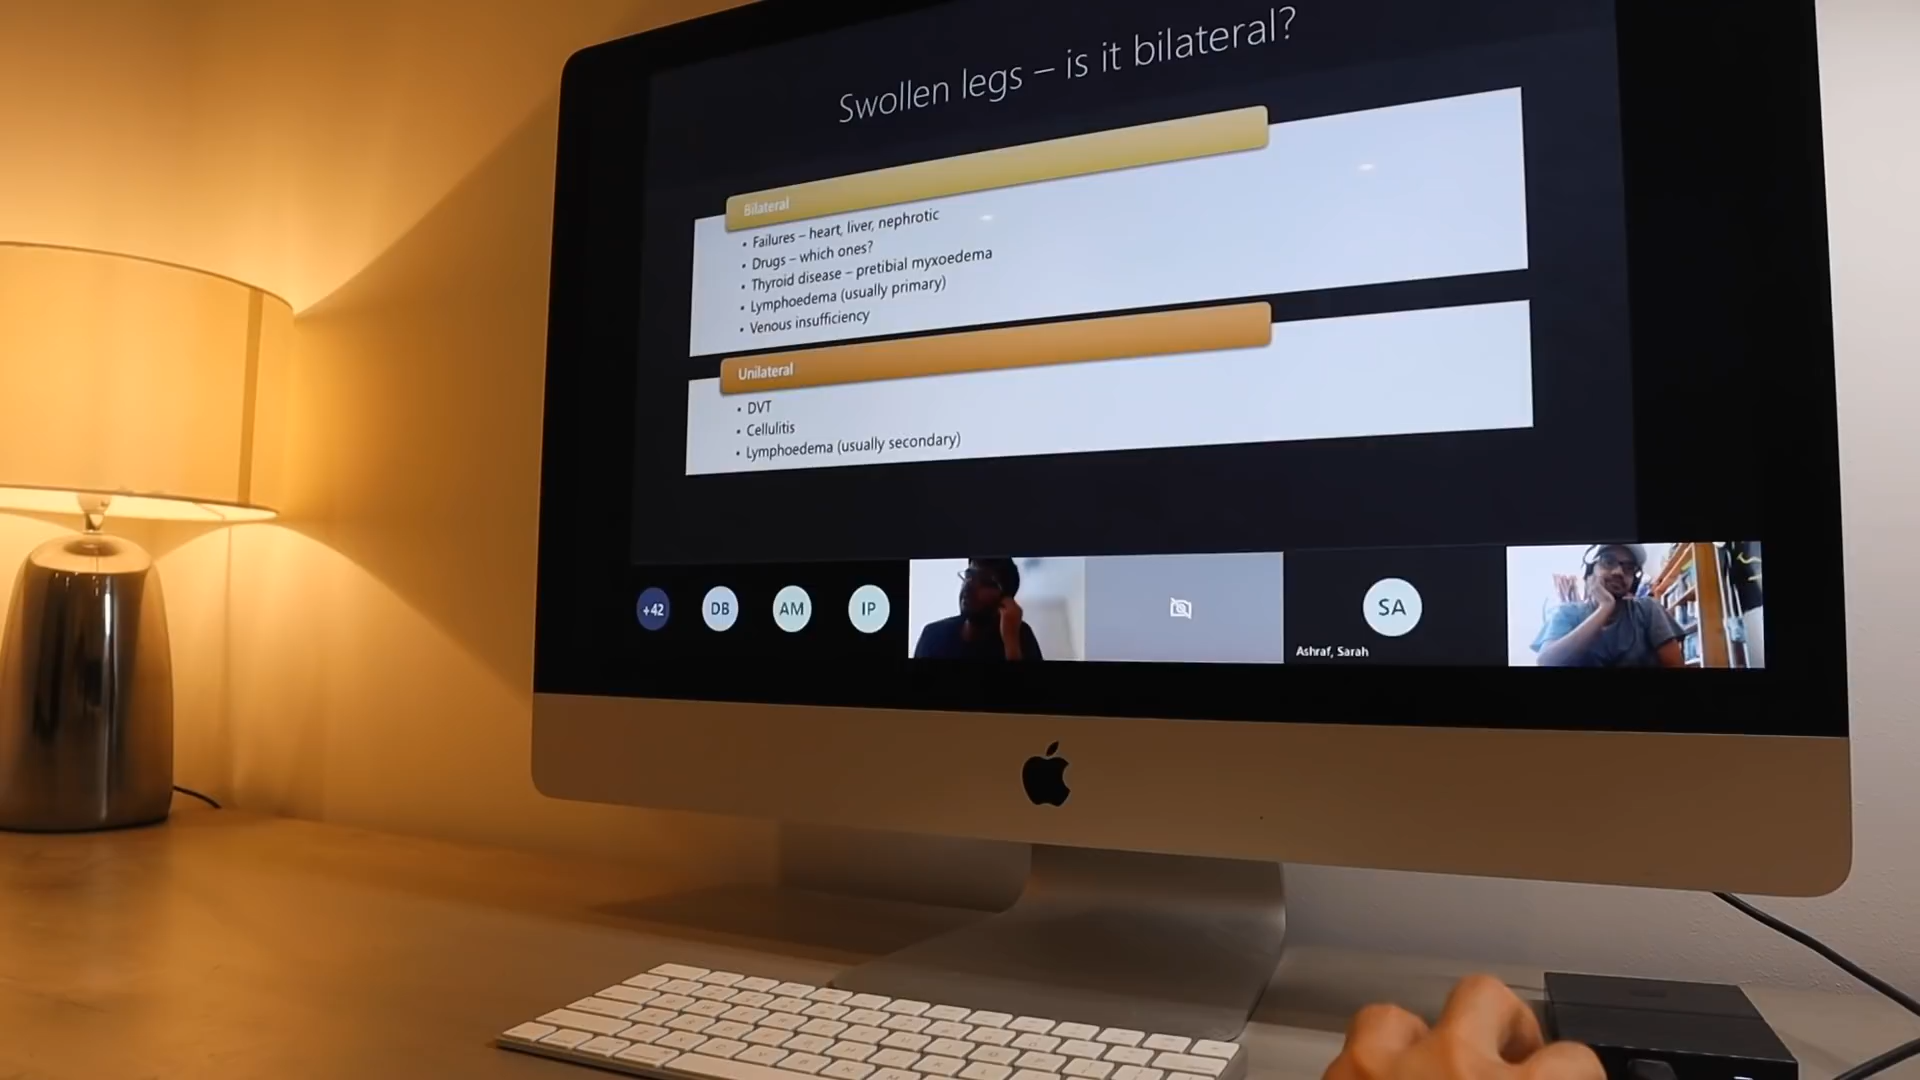 Swollen legs – is it bilateral?
Bilateral
• Failures – heart, liver, nephrotic
• Drugs – which ones?
• Thyroid disease – pretibial myxoedema
• Lymphoedema (usually primary)
• Venous insufficiency
Unilateral
• DVT
• Cellulitis
• Lymphoedema (usually secondary)
+42
DB
AM
IP
SA
Ashraf, Sarah